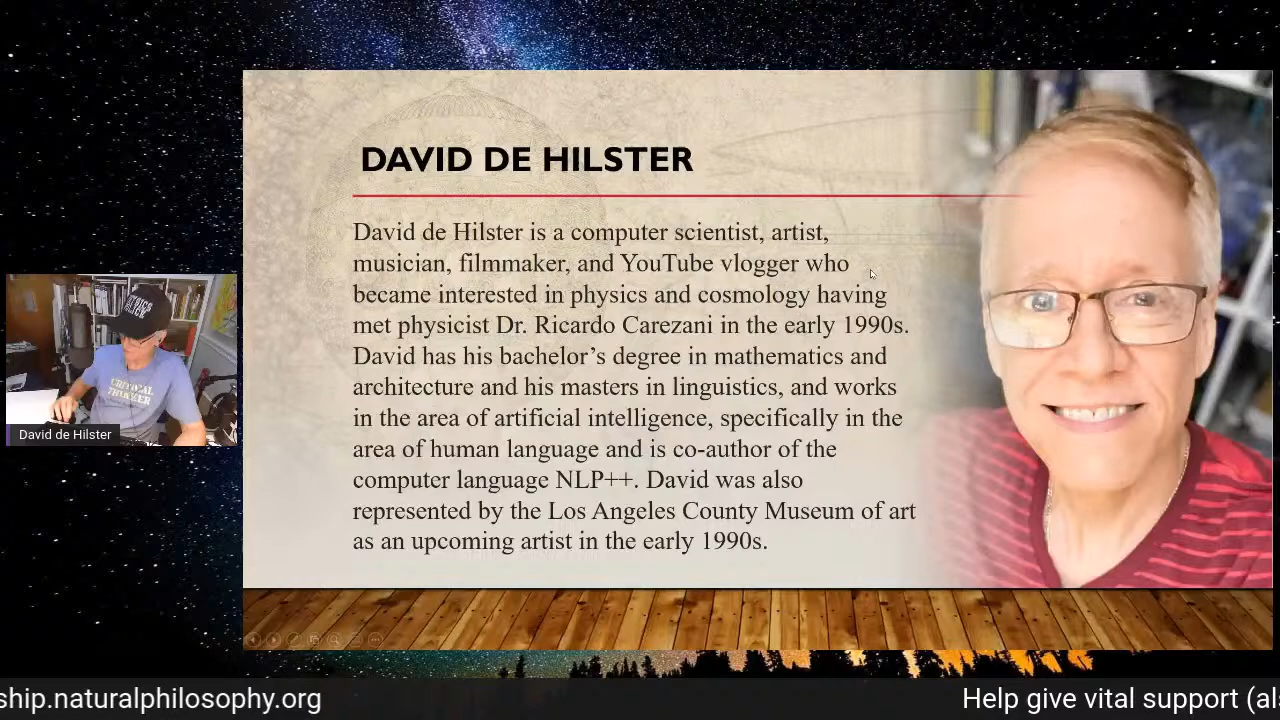 DAVID DE HILSTER
David de Hilster is a computer scientist, artist,
musician, filmmaker, and YouTube vlogger who
became interested in physics and cosmology having
met physicist Dr. Ricardo Carezani in the early 1990s.
David has his bachelor's degree in mathematics and
architecture and his masters in linguistics, and works
in the area of artificial intelligence, specifically in the
area of human language and is co-author of the
computer language NLP++. David was also
represented by the Los Angeles County Museum of art
as an upcoming artist in the early 1990s.
CRITICAL
THINKER
David de Hilster
ship.naturalphilosophy.org
Help give vital support (al